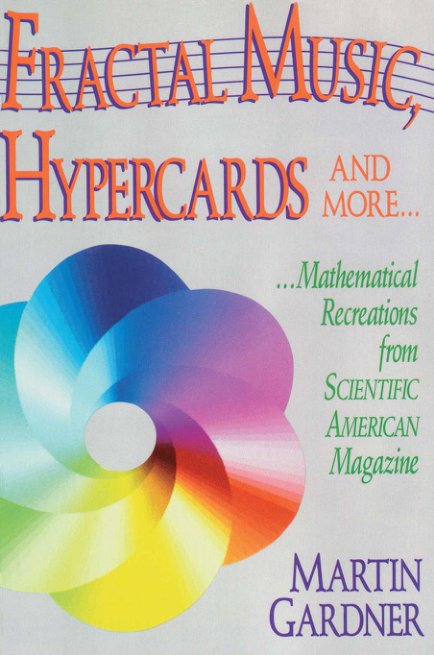 FRACTAL MUSIC,
HYPERCARDS AND
MORE...
...Mathematical
Recreations
from
SCIENTIFIC
AMERICAN
Magazine
MARTIN
GARDNER